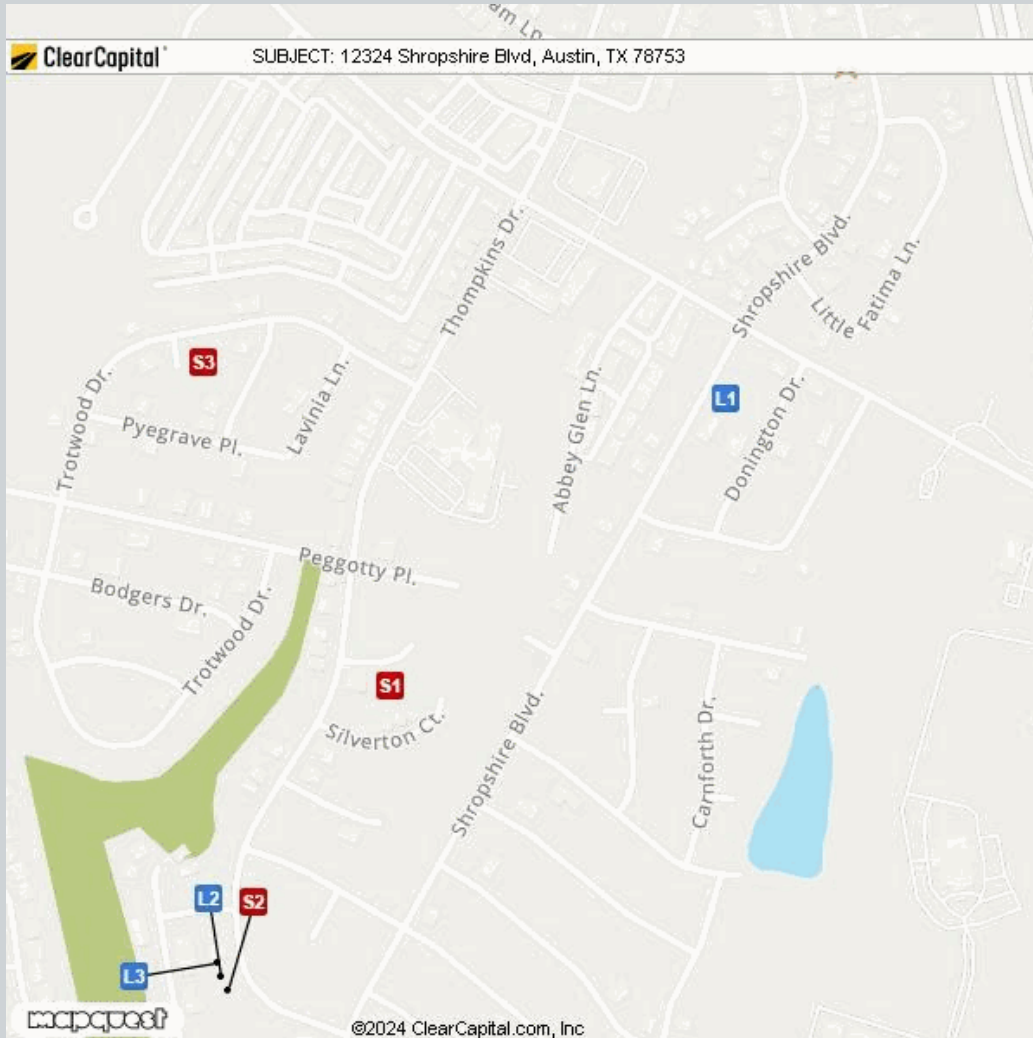 am Ln.
ClearCapital
SUBJECT: 12324 Shropshire Blvd, Austin, TX 78753
Thompkins Dr.
Shropshire Blvd.
Little
Fatima Ln.
S3
L1
Lavinia Ln.
Trotwood Dr.
Pyegrave Pl.
Abbey Glen Ln.
Donington Dr.
Peggotty Pl.
Bodgers Dr.
Trotwood Dr.
S1
Silverton Ct.
Shropshire Blvd.
Carnforth Dr.
L2
S2
L3
mapquest
©2024 ClearCapital.com, Inc